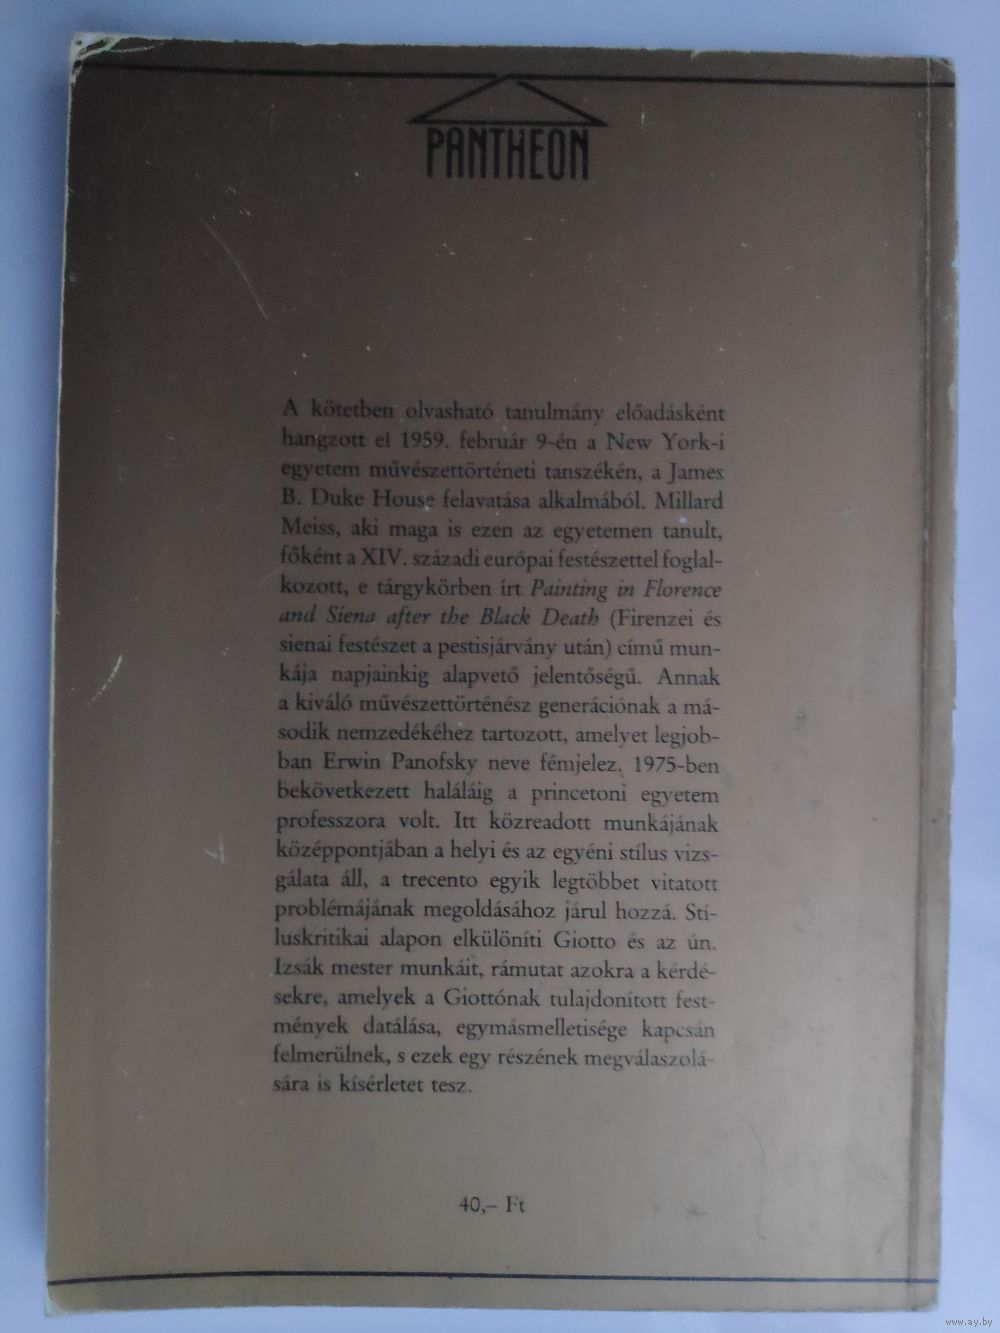 PANTHEON
A kötetben olvasható tanulmány előadásként
hangzott el 1959. február 9-én a New York-i
egyetem művészettörténeti tanszékén, a James
B. Duke House felavatása alkalmából. Millard
Meiss, aki maga is ezen az egyetemen tanult,
főként a XIV. századi európai festészettel foglal-
kozott, e tárgykörben írt Painting in Florence
and Siena after the Black Death (Firenzei és
sienai festészet a pestisjárvány után) című mun-
kája napjainkig alapvető jelentőségű. Annak
a kiváló művészettörténész generációnak a má-
sodik nemzedékéhez tartozott, amelyet legjob-
ban Erwin Panofsky neve fémjelez. 1975-ben
bekövetkezett haláláig a princetoni egyetem
professzora volt. Itt közreadott munkájának
középpontjában a helyi és az egyéni stílus vizs-
gálata áll, a trecento egyik legtöbbet vitatott
problémájának megoldásához járul hozzá. Stí-
luskritikai alapon elkülöníti Giotto és az ún.
Izsák mester munkáit, rámutat azokra a kérdé-
sekre, amelyek a Giottónak tulajdonított fest-
mények datálása, egymásmelletisége kapcsán
felmerülnek, s ezek egy részének megválaszolá-
sára is kísérletet tesz.
40,– Ft
www.ay.by